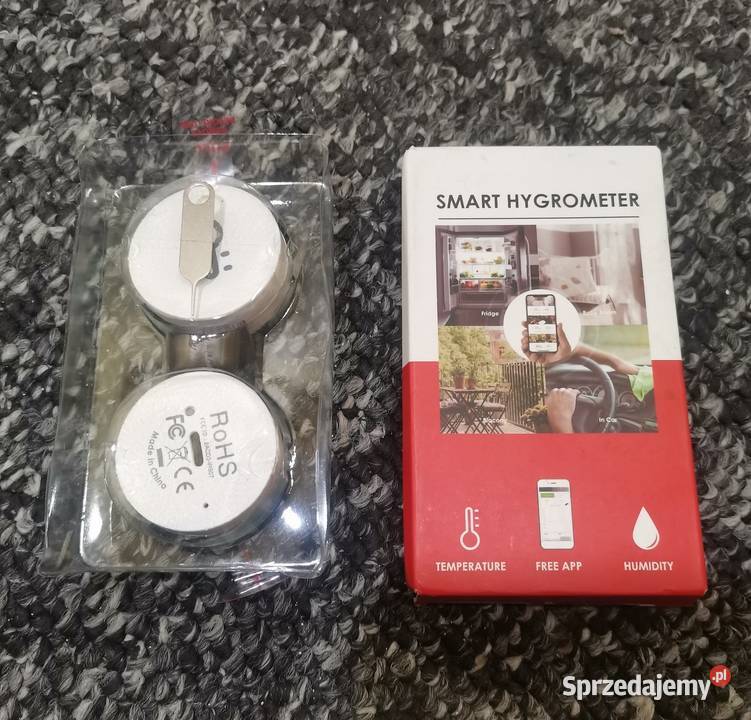 RoHS
FC CE
Made in China
SMART HYGROMETER
Fridge
In Car
TEMPERATURE
FREE APP
HUMIDITY
Sprzedajemy.pl